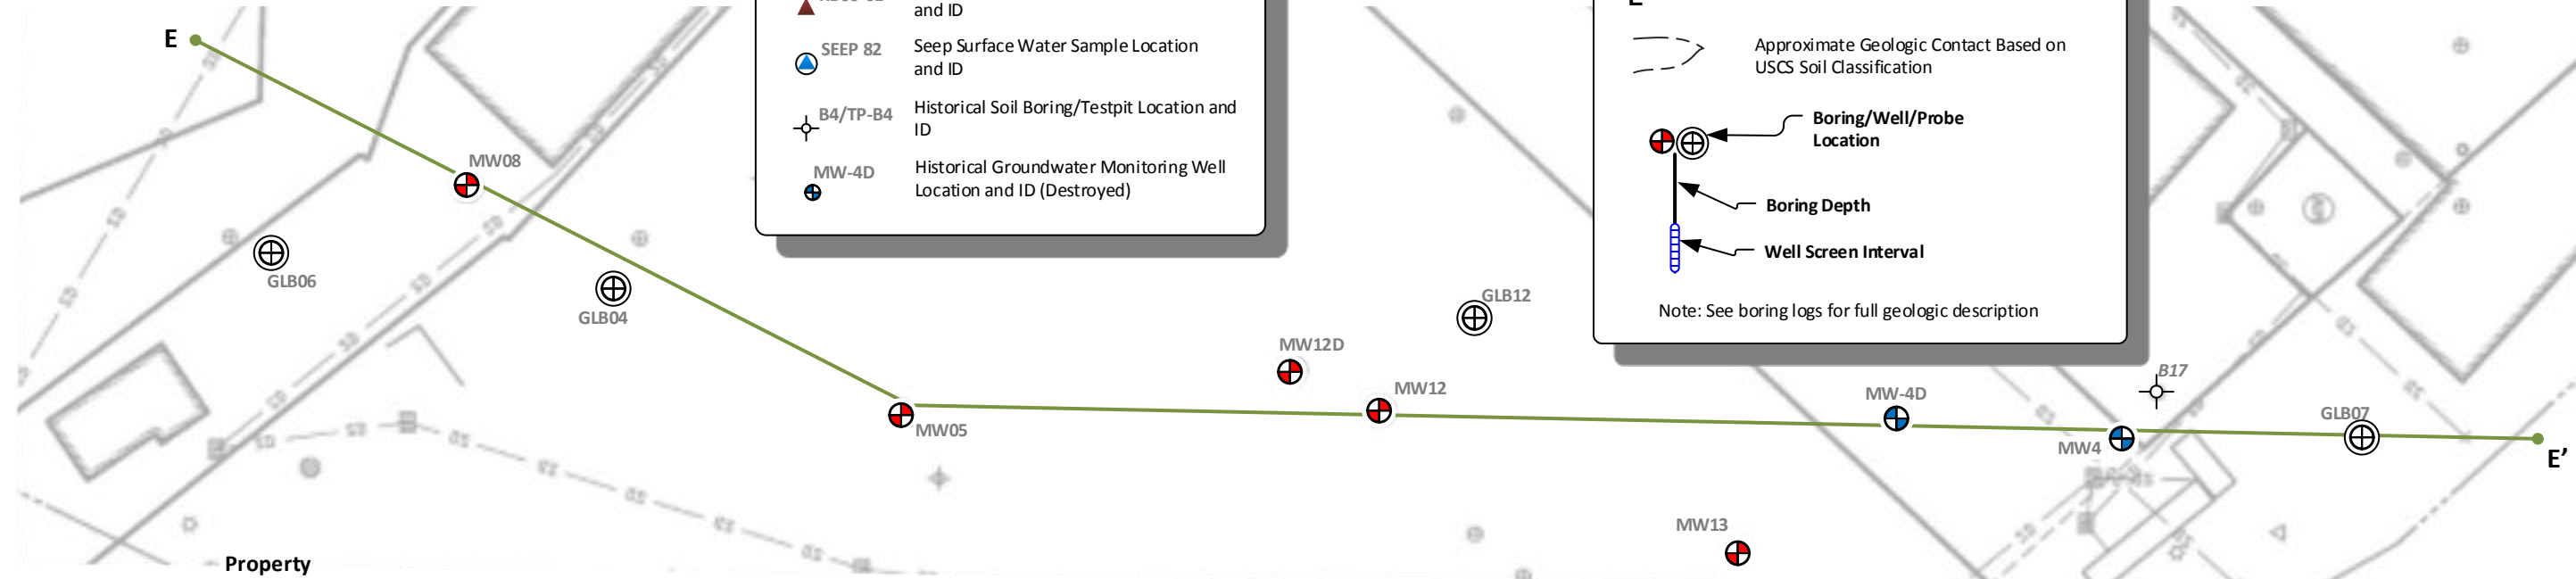 and ID
SEEP 82
Seep Surface Water Sample Location
and ID
B4/TP-B4
Historical Soil Boring/Testpit Location and
ID
MW-4D
Historical Groundwater Monitoring Well
Location and ID (Destroyed)
Approximate Geologic Contact Based on
USCS Soil Classification
Boring/Well/Probe
Location
Boring Depth
Well Screen Interval
Note: See boring logs for full geologic description
E
MW08
GLB06
GLB04
MW05
MW12D
MW12
GLB12
MW-4D
MW4
B17
GLB07
E’
MW13
Property